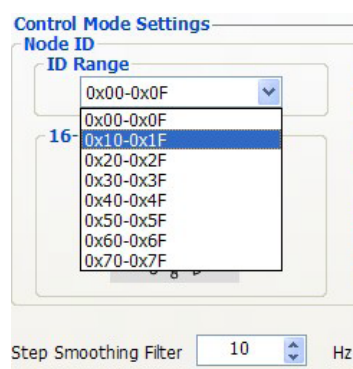 Control Mode Settings
Node ID
ID Range
0x00-0x0F
0x00-0x0F
16-
0x10-0x1F
0x20-0x2F
0x30-0x3F
0x40-0x4F
0x50-0x5F
0x60-0x6F
0x70-0x7F
Step Smoothing Filter 10 Hz